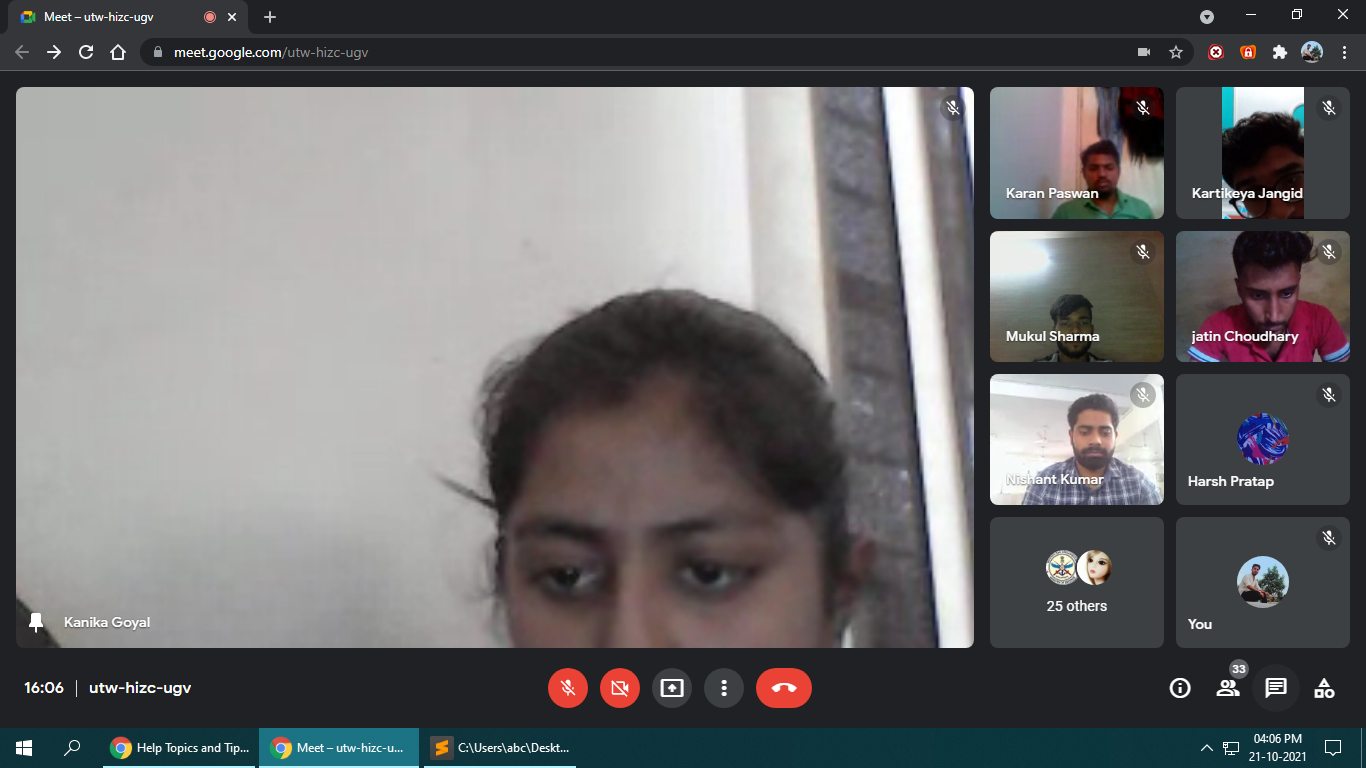 Meet – utw-hizc-ugv
meet.google.com/utw-hizc-ugv
Kanika Goyal
Karan Paswan
Kartikeya Jangid
Mukul Sharma
jatin Choudhary
Nishant Kumar
Harsh Pratap
25 others
You
16:06
utw-hizc-ugv
33
Help Topics and Tip...
Meet – utw-hizc-u...
C:\Users\abc\Deskt...
04:06 PM
21-10-2021